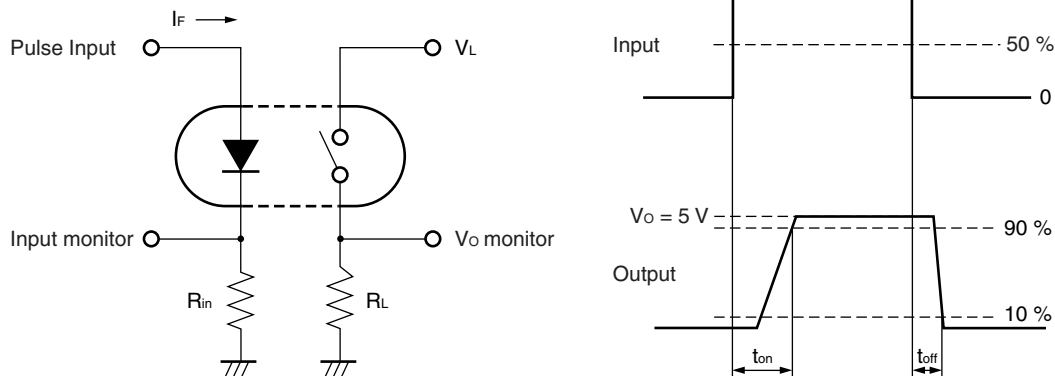 IF
Pulse Input
VL
Input monitor
VO monitor
Rin
RL
Input
50 %
0
VO = 5 V
90 %
Output
10 %
ton
toff